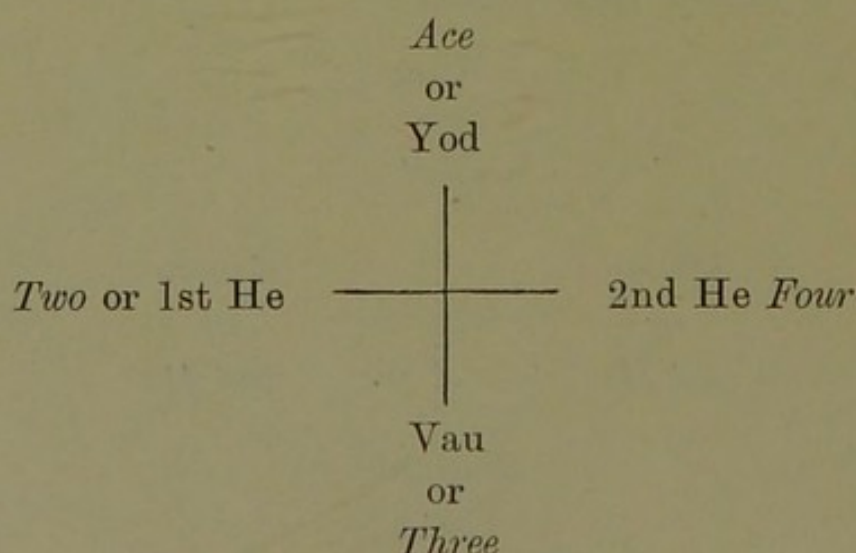 Ace
or
Yod
Two or 1st He 2nd He Four
Vau
or
Three